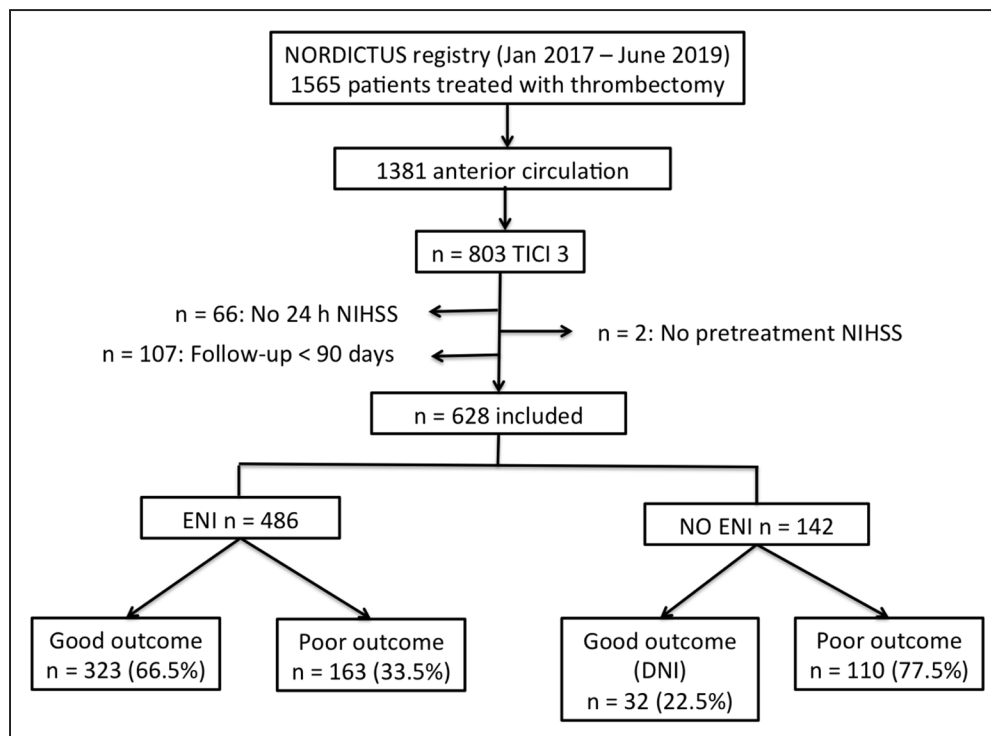 NORDICTUS registry (Jan 2017 – June 2019)
1565 patients treated with thrombectomy
1381 anterior circulation
n = 803 TICI 3
n = 66: No 24 h NIHSS
n = 2: No pretreatment NIHSS
n = 107: Follow-up < 90 days
n = 628 included
ENI n = 486
NO ENI n = 142
Good outcome
n = 323 (66.5%)
Poor outcome
n = 163 (33.5%)
Good outcome
(DNI)
n = 32 (22.5%)
Poor outcome
n = 110 (77.5%)